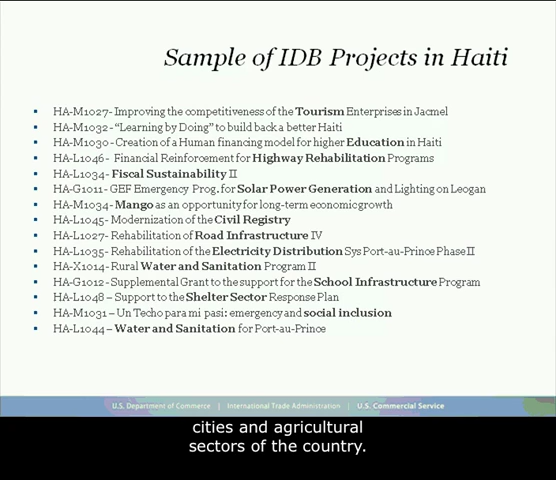 Sample of IDB Projects in Haiti
▪ HA-M1027- Improving the competitiveness of the Tourism Enterprises in Jacmel
▪ HA-M1032 - “Learning by Doing” to build back a better Haiti
▪ HA-M1030 - Creation of a Human financing model for higher Education in Haiti
▪ HA-L1046 - Financial Reinforcement for Highway Rehabilitation Programs
▪ HA-L1034- Fiscal Sustainability II
▪ HA-G1011 - GEF Emergency Prog. for Solar Power Generation and Lighting on Leogan
▪ HA-M1034 - Mango as an opportunity for long-term economic growth
▪ HA-L1045 - Modernization of the Civil Registry
▪ HA-L1027 - Rehabilitation of Road Infrastructure IV
▪ HA-L1035 - Rehabilitation of the Electricity Distribution Sys Port-au-Prince Phase II
▪ HA-X1014 - Rural Water and Sanitation Program II
▪ HA-G1012 - Supplemental Grant to the support for the School Infrastructure Program
▪ HA-L1048 – Support to the Shelter Sector Response Plan
▪ HA-M1031 – Un Techo para mi pasi: emergency and social inclusion
▪ HA-L1044 – Water and Sanitation for Port-au-Prince
U.S. Department of Commerce | International Trade Administration | U.S. Commercial Service
cities and agricultural
sectors of the country.